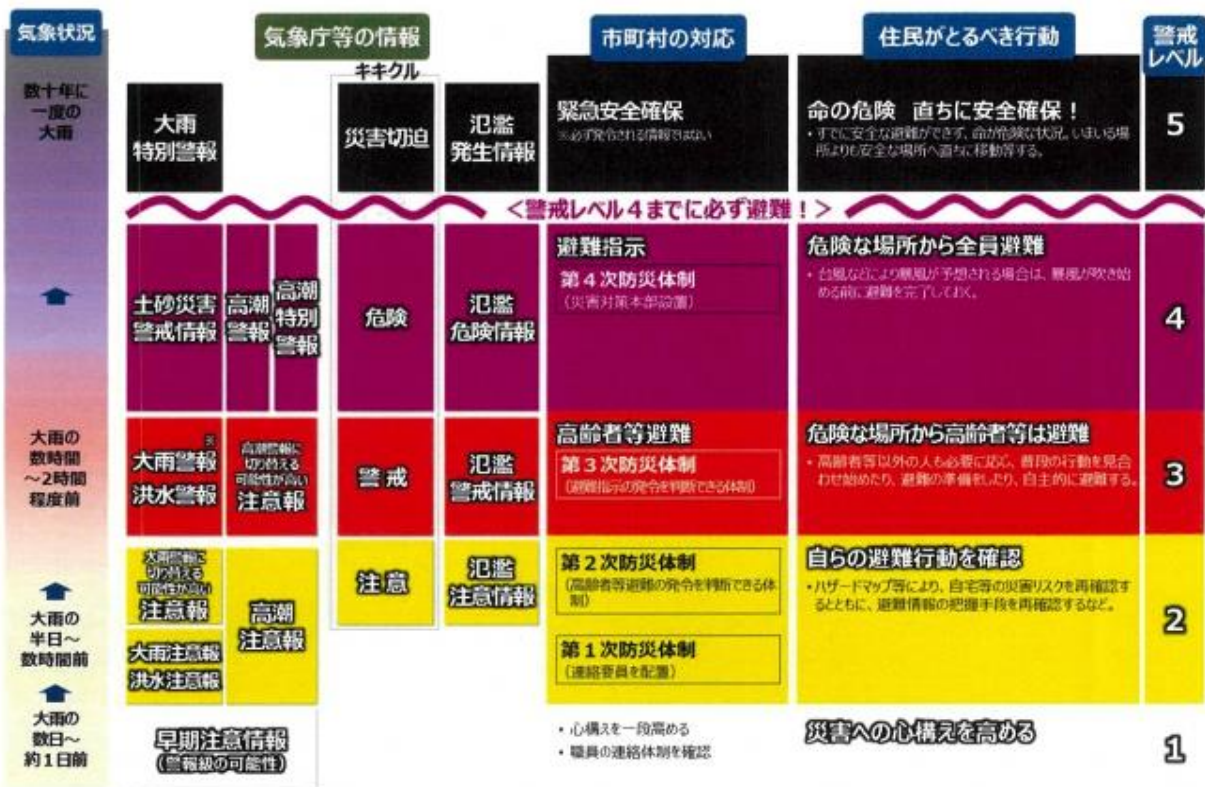 気象状況
気象庁等の情報
市町村の対応
住民がとるべき行動
警戒
レベル
キキクル
数十年に
一度の
大雨
大雨
特別警報
災害切迫
氾濫
発生情報
緊急安全確保
※必ず発令される情報ではない
命の危険 直ちに安全確保！
・すでに安全な避難ができず、命が危険な状況。いまいる場
所よりも安全な場所へ直ちに移動等する。
5
＜警戒レベル４までに必ず避難！＞
土砂災害
警戒情報
高潮
警報
高潮
特別
警報
危険
氾濫
危険情報
避難指示
第４次防災体制
（災害対策本部設置）
危険な場所から全員避難
・台風などにより暴風が予想される場合は、暴風が吹き始
める前に避難を完了しておく。
4
大雨の
数時間
～2時間
程度前
※
大雨警報
洪水警報
高潮警報に
切り替える
可能性が高い
注意報
警戒
氾濫
警戒情報
高齢者等避難
第３次防災体制
（避難指示の発令を判断できる体制）
危険な場所から高齢者等は避難
・高齢者等以外の人も必要に応じ、普段の行動を見合
わせ始めたり、避難の準備をしたり、自主的に避難する。
3
大雨の
半日～
数時間前
大雨警報に
切り替える
可能性が高い
注意報
大雨注意報
洪水注意報
高潮
注意報
注意
氾濫
注意情報
第２次防災体制
（高齢者等避難の発令を判断できる体
制）
第１次防災体制
（連絡要員を配置）
自らの避難行動を確認
・ハザードマップ等により、自宅等の災害リスクを再確認す
るとともに、避難情報の把握手段を再確認するなど。
2
大雨の
数日～
約１日前
早期注意情報
（警報級の可能性）
・心構えを一段高める
・職員の連絡体制を確認
災害への心構えを高める
1